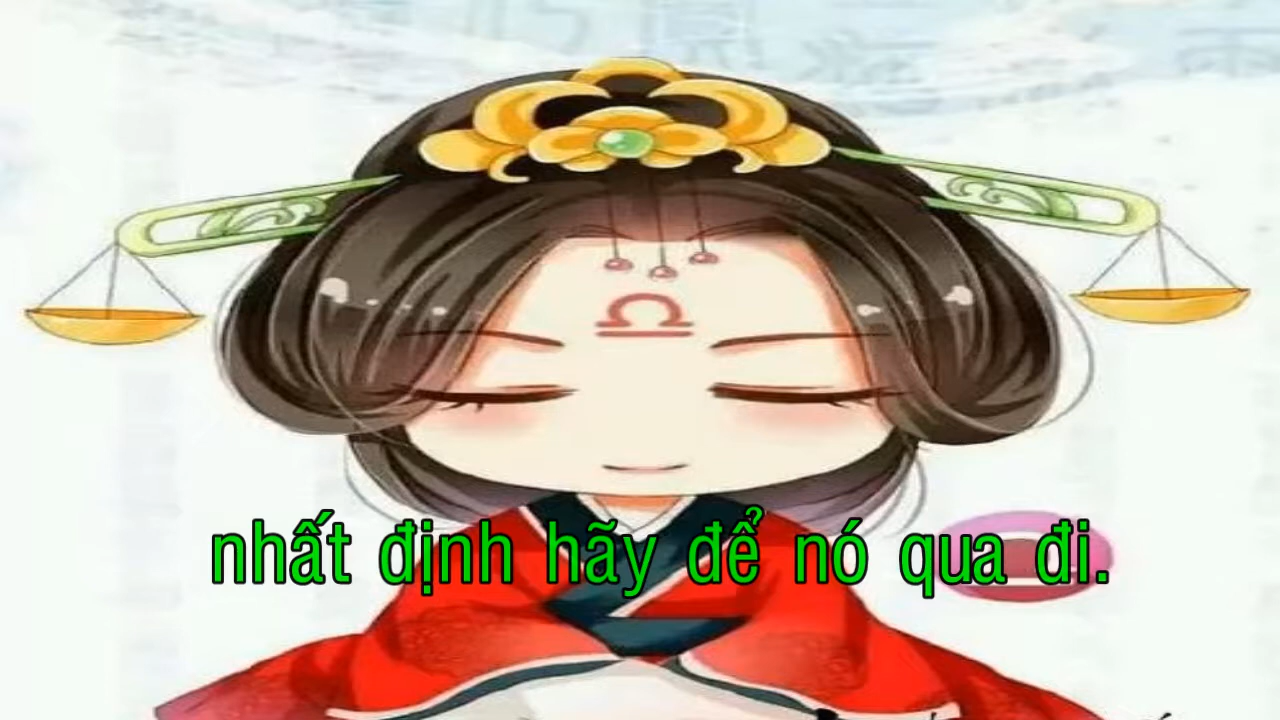 nhất định hãy để nó qua đi.